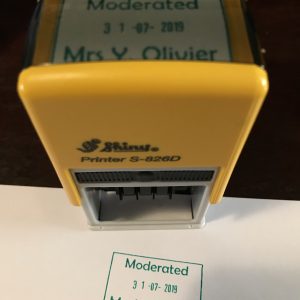 Moderated
3 1 -07- 2019
Mrs Y. Olivier
Shiny
Printer S-826D
Moderated
3 1 -07- 2019